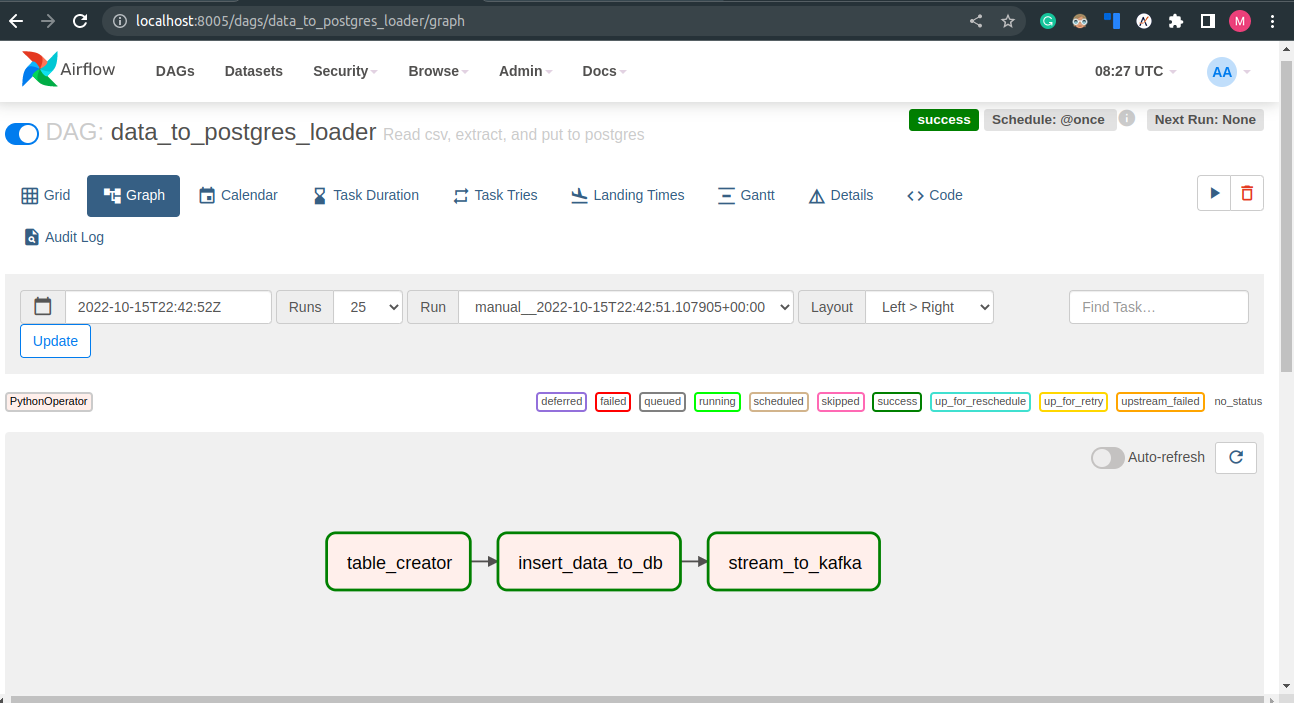 localhost:8005/dags/data_to_postgres_loader/graph
M
Airflow DAGs Datasets Security Browse Admin Docs 08:27 UTC AA
DAG: data_to_postgres_loader Read csv, extract, and put to postgres
success Schedule: @once i Next Run: None
Grid Graph Calendar Task Duration Task Tries Landing Times Gantt Details Code
Audit Log
2022-10-15T22:42:52Z Runs 25 Run manual__2022-10-15T22:42:51.107905+00:00 Layout Left > Right Find Task…
Update
PythonOperator deferred failed queued running scheduled skipped success up_for_reschedule up_for_retry upstream_failed no_status
Auto-refresh
table_creator insert_data_to_db stream_to_kafka